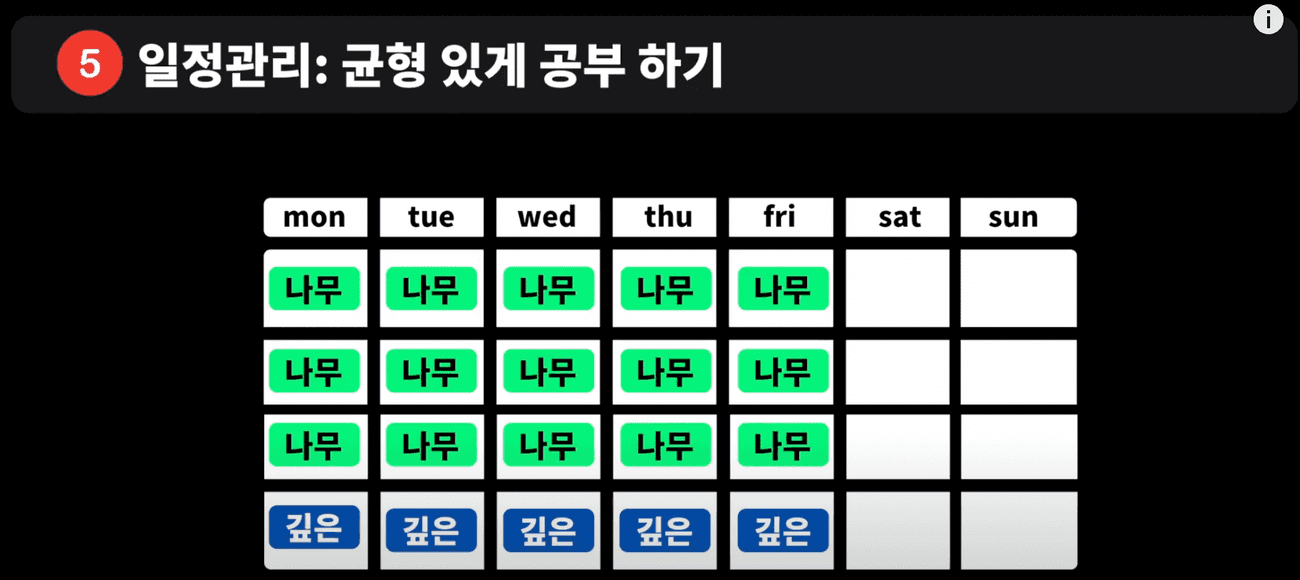 5 일정관리: 균형 있게 공부 하기
mon tue wed thu fri sat sun
나무 나무 나무 나무 나무
나무 나무 나무 나무 나무
나무 나무 나무 나무 나무
깊은 깊은 깊은 깊은 깊은